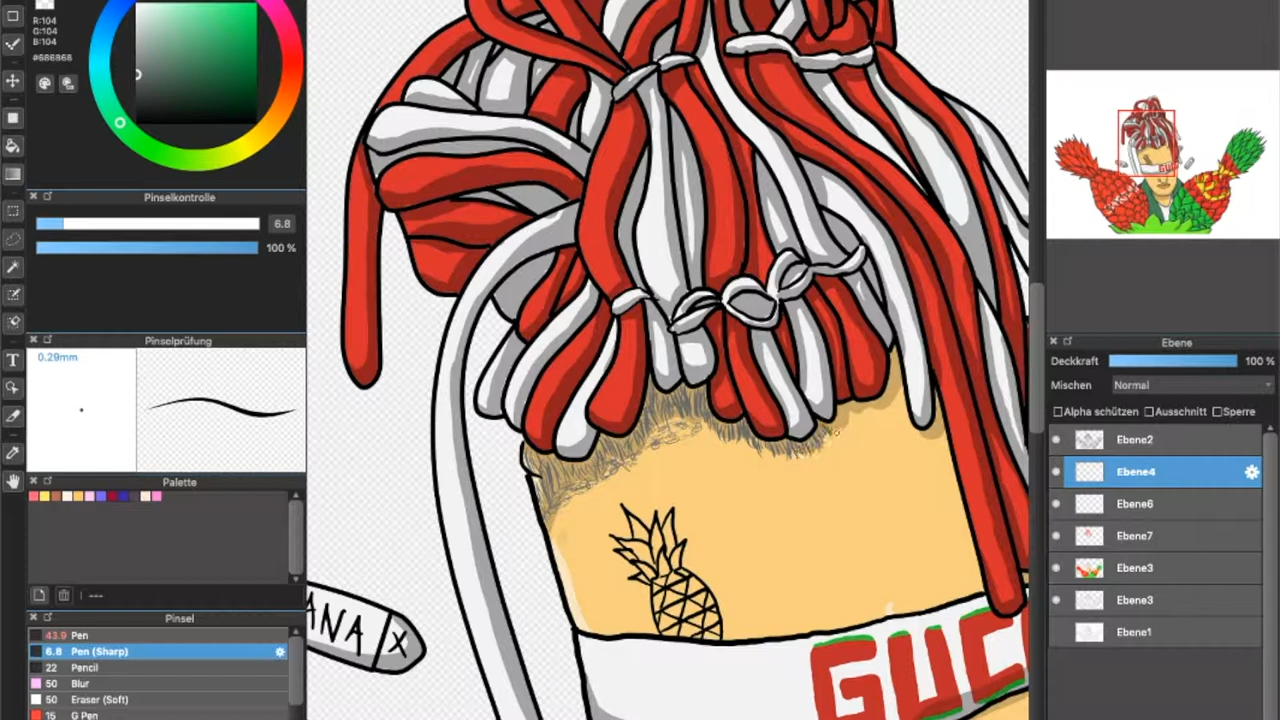 R:104
G:104
B:104
#686868
Pinselkontrolle
6.8
100 %
Pinselprüfung
0.29mm
Palette
---
Pinsel
43.9 Pen
6.8 Pen (Sharp)
22 Pencil
50 Blur
50 Eraser (Soft)
15 G Pen
T
ANA X
GUC
Ebene
Deckkraft 100 %
Mischen Normal
Alpha schützen Ausschnitt Sperre
Ebene2
Ebene4
Ebene6
Ebene7
Ebene3
Ebene3
Ebene1